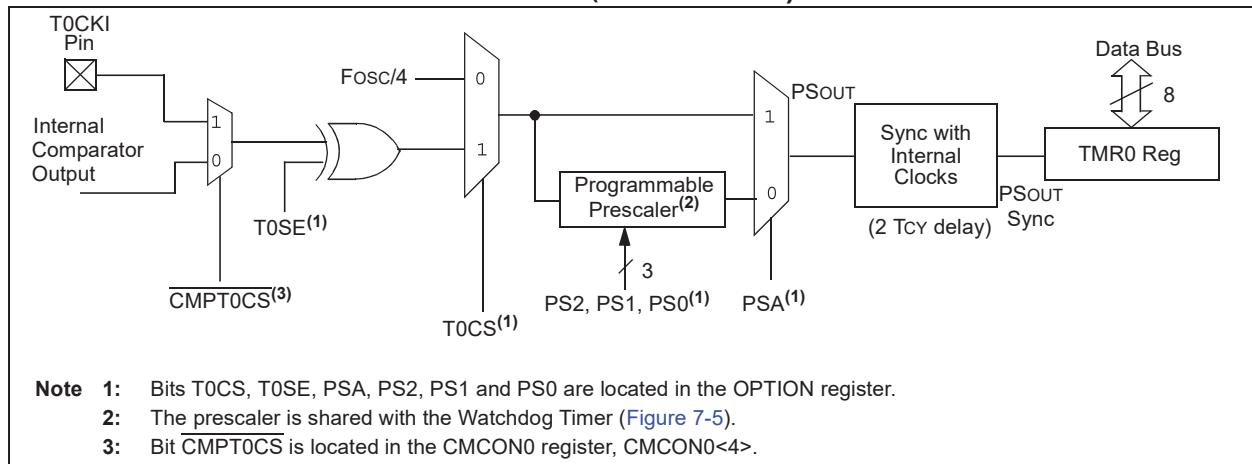 T0CKI
Pin
Internal
Comparator
Output
1
0
CMPT0CS(3)
T0SE(1)
FOSC/4
0
1
T0CS(1)
Programmable
Prescaler(2)
3
PS2, PS1, PS0(1)
1
0
PSOUT
PSA(1)
Sync with
Internal
Clocks
(2 TCY delay)
PSOUT
Sync
Data Bus
8
TMR0 Reg
Note 1: Bits T0CS, T0SE, PSA, PS2, PS1 and PS0 are located in the OPTION register.
2: The prescaler is shared with the Watchdog Timer (Figure 7-5).
3: Bit CMPT0CS is located in the CMCON0 register, CMCON0<4>.